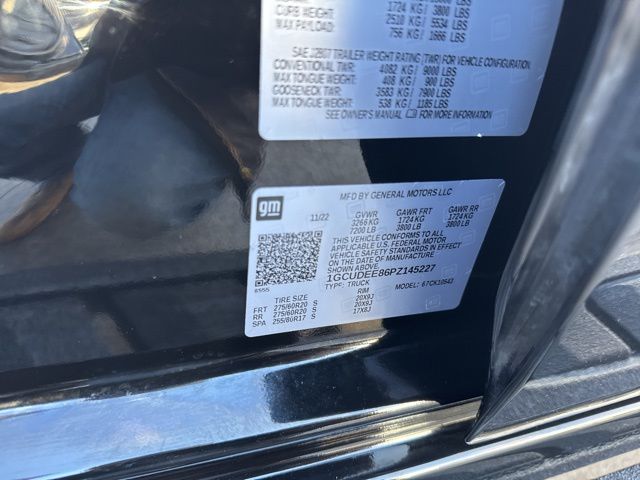 CURB WEIGHT: 1724 KG / 3800 LBS
2510 KG / 5534 LBS
MAX PAYLOAD: 756 KG / 1666 LBS
SAE J2807 TRAILER WEIGHT RATING (TWR) FOR VEHICLE CONFIGURATION:
CONVENTIONAL TWR: 4082 KG / 9000 LBS
MAX TONGUE WEIGHT: 408 KG / 900 LBS
GOOSENECK TWR: 3583 KG / 7900 LBS
MAX TONGUE WEIGHT: 538 KG / 1185 LBS
SEE OWNER'S MANUAL FOR MORE INFORMATION
gm
MFD BY GENERAL MOTORS LLC
11/22 GVWR GAWR FRT GAWR RR
3266 KG 1724 KG 1724 KG
7200 LB 3800 LB 3800 LB
THIS VEHICLE CONFORMS TO ALL
APPLICABLE U.S. FEDERAL MOTOR
VEHICLE SAFETY STANDARDS IN EFFECT
ON THE DATE OF MANUFACTURE
SHOWN ABOVE.
1GCUDEE86PZ145227
8555
TYPE: TRUCK MODEL: 67CK10543
TIRE SIZE RIM
FRT 275/60R20 S 20X9J
RR 275/60R20 S 20X9J
SPA 255/80R17 S 17X8J